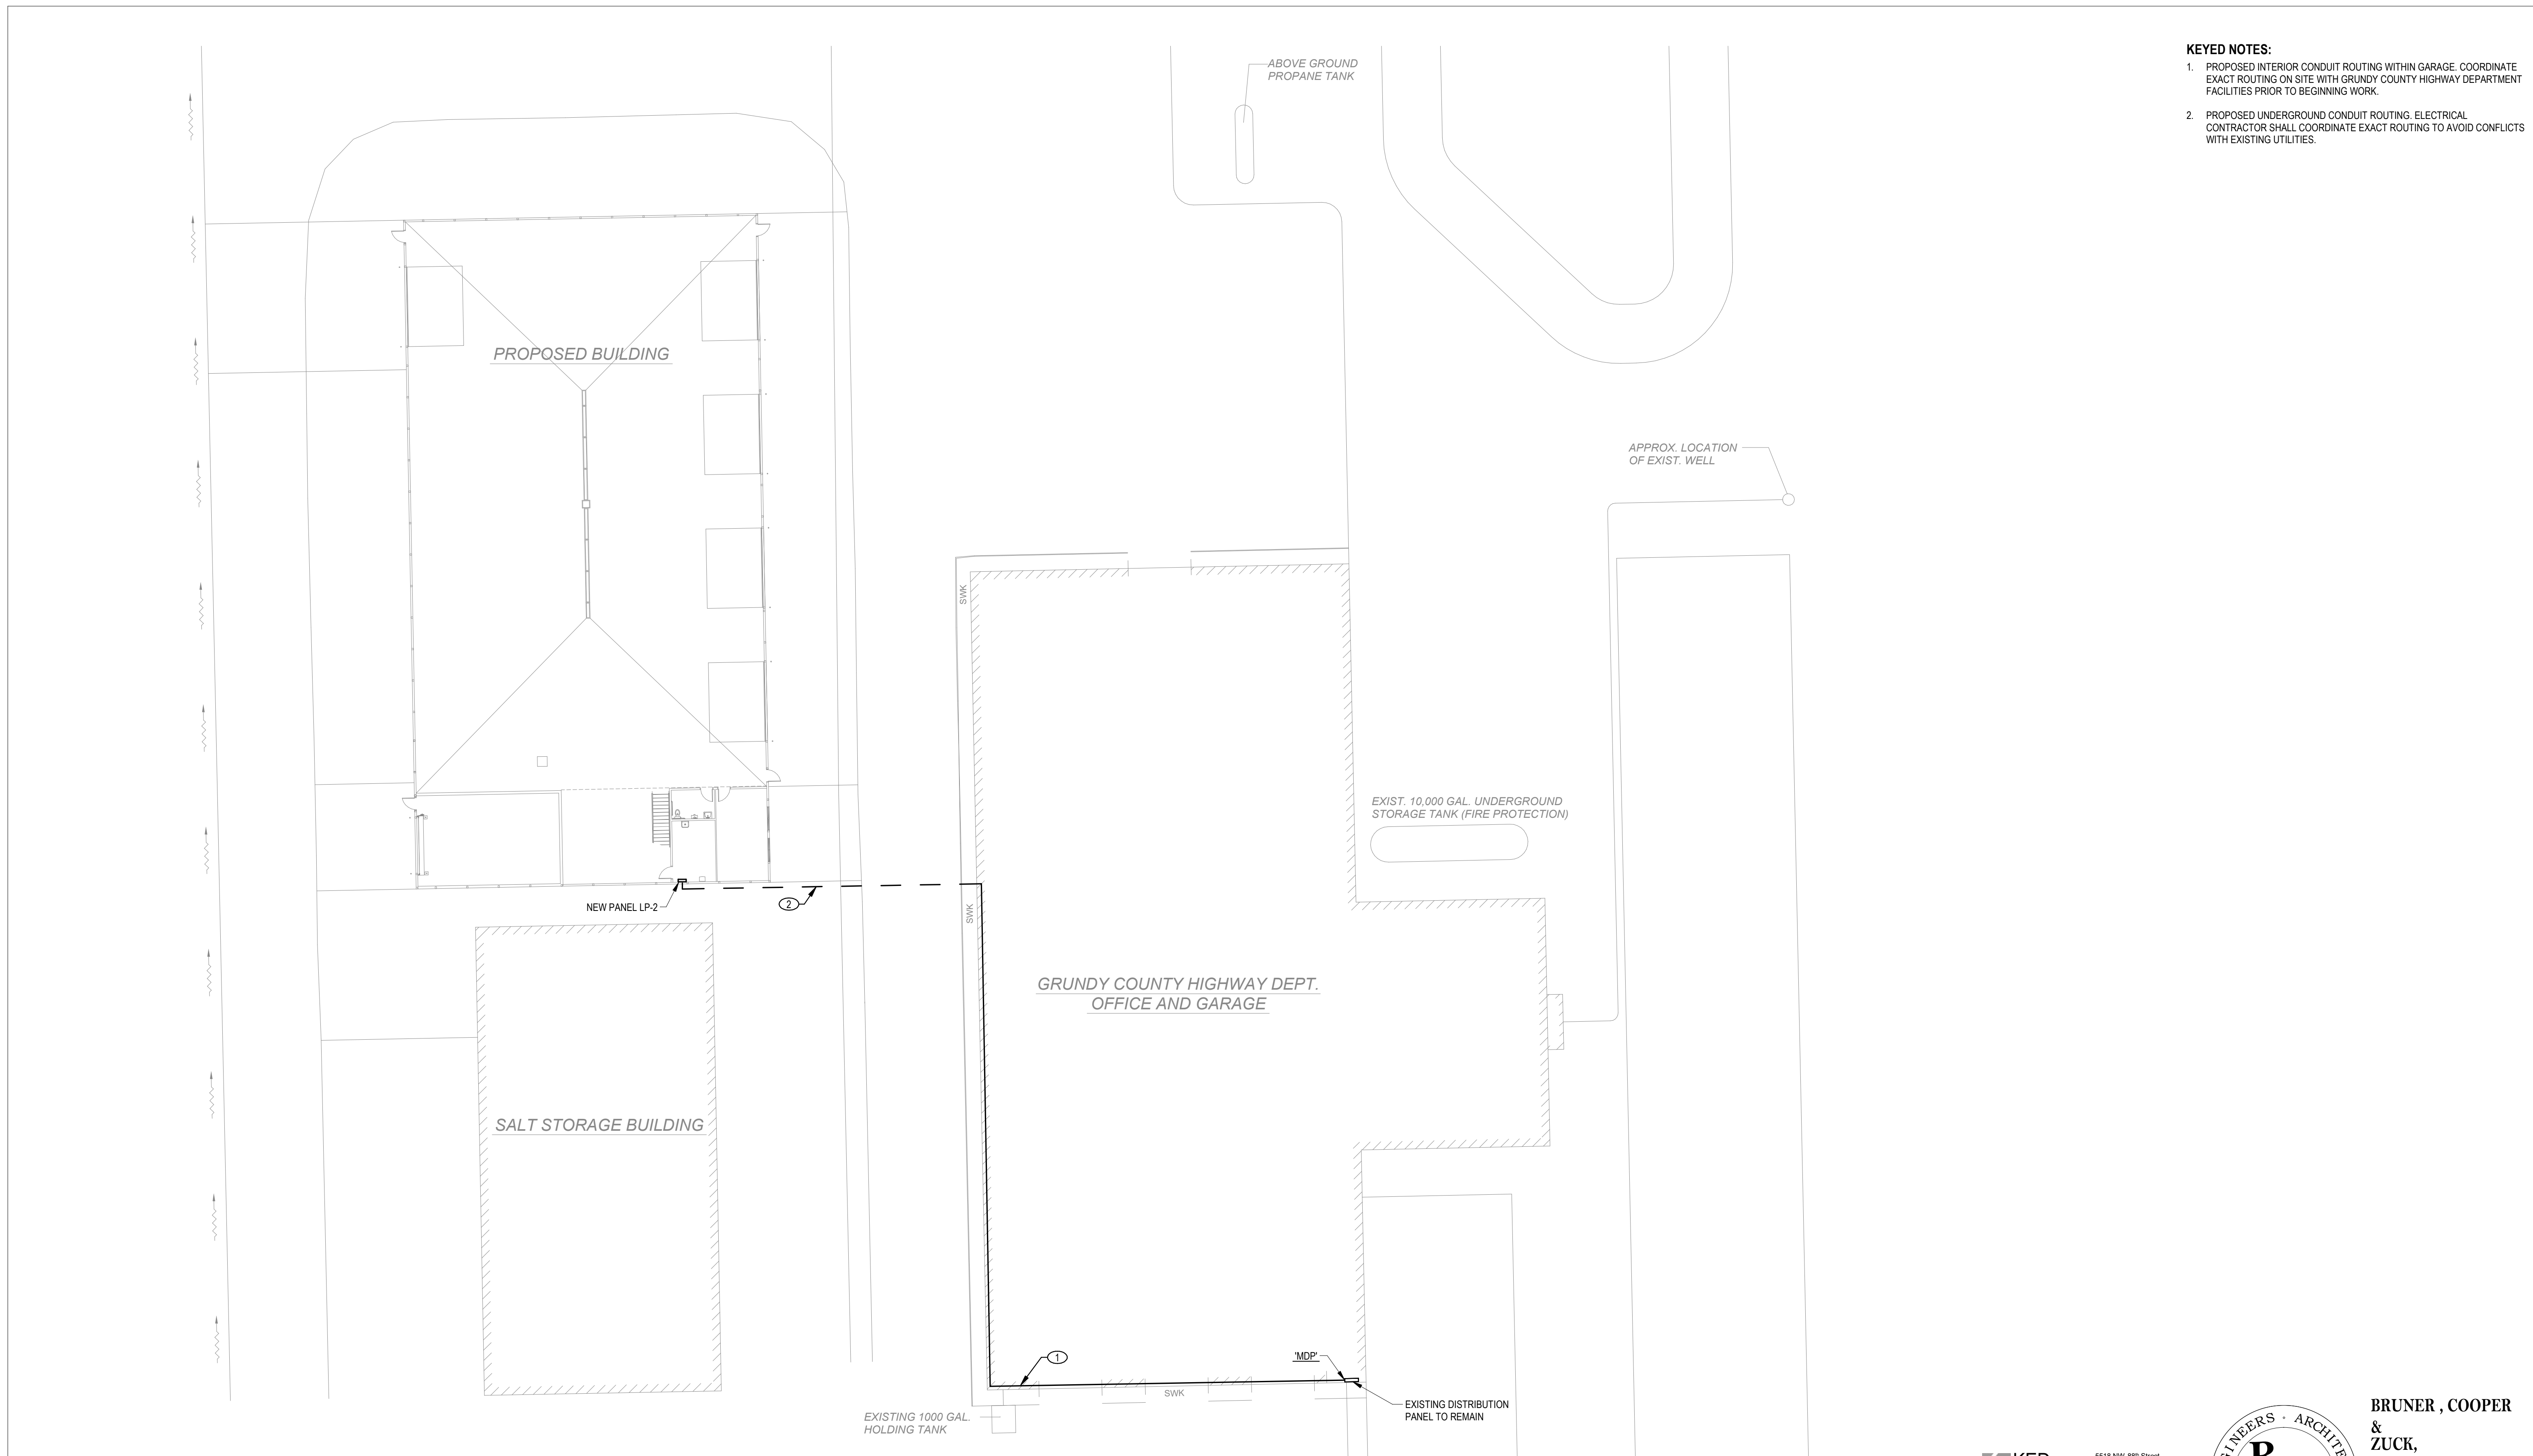 KEYED NOTES:
1. PROPOSED INTERIOR CONDUIT ROUTING WITHIN GARAGE. COORDINATE
EXACT ROUTING ON SITE WITH GRUNDY COUNTY HIGHWAY DEPARTMENT
FACILITIES PRIOR TO BEGINNING WORK.
2. PROPOSED UNDERGROUND CONDUIT ROUTING. ELECTRICAL
CONTRACTOR SHALL COORDINATE EXACT ROUTING TO AVOID CONFLICTS
WITH EXISTING UTILITIES.
ABOVE GROUND
PROPANE TANK
PROPOSED BUILDING
APPROX. LOCATION
OF EXIST. WELL
SWK
EXIST. 10,000 GAL. UNDERGROUND
STORAGE TANK (FIRE PROTECTION)
NEW PANEL LP-2
2
SWK
GRUNDY COUNTY HIGHWAY DEPT.
OFFICE AND GARAGE
SALT STORAGE BUILDING
1
'MDP'
SWK
EXISTING DISTRIBUTION
PANEL TO REMAIN
EXISTING 1000 GAL.
HOLDING TANK
BRUNER , COOPER
&
ZUCK,